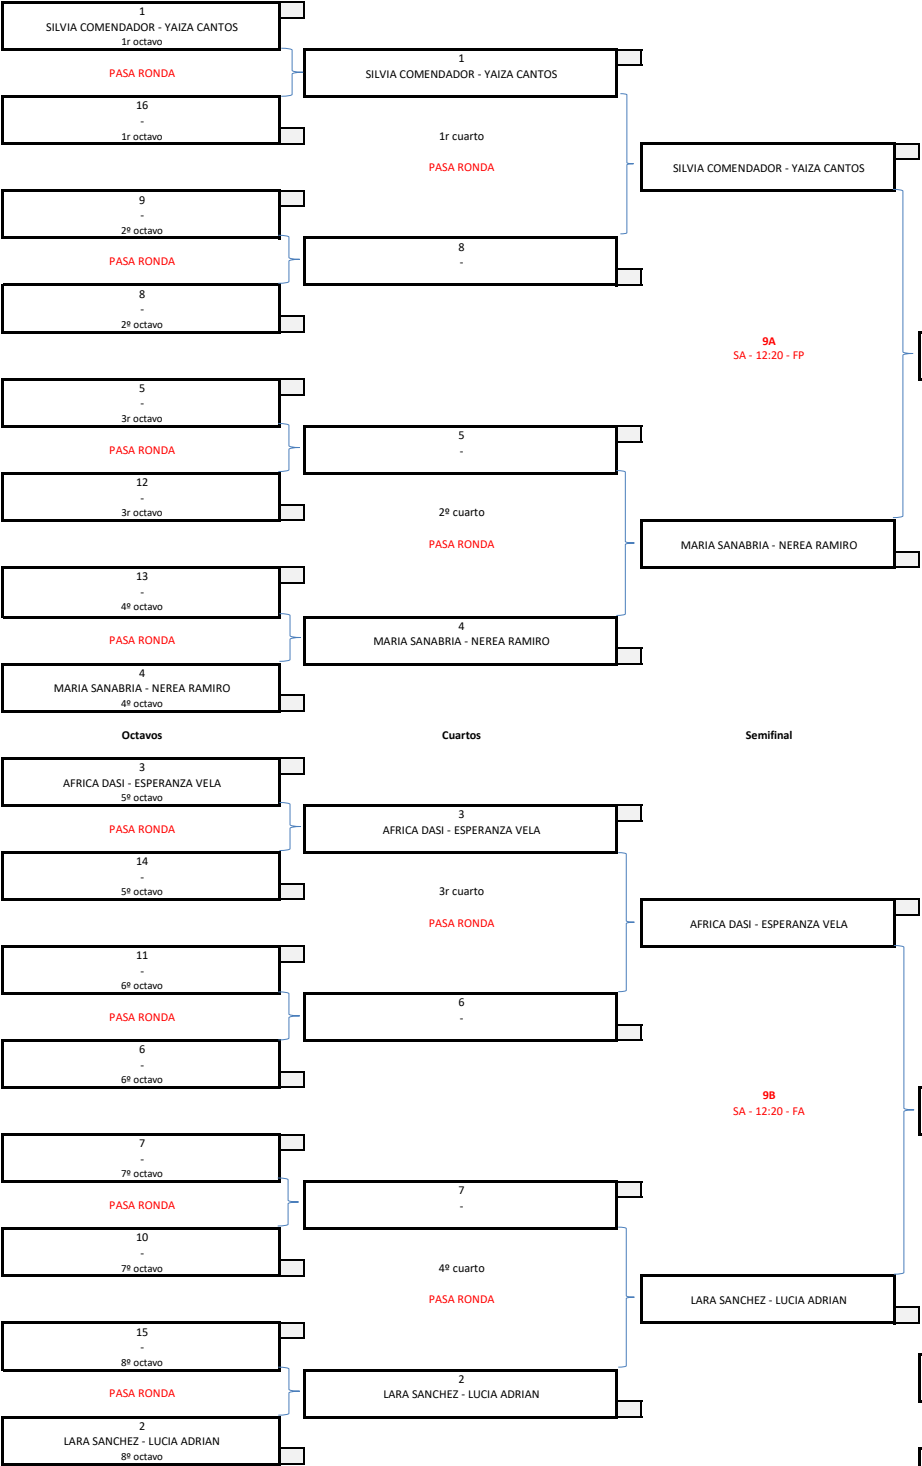 1
SILVIA COMENDADOR - YAIZA CANTOS
1r octavo
PASA RONDA
16
-
1r octavo
9
-
2º octavo
PASA RONDA
8
-
2º octavo
5
-
3r octavo
PASA RONDA
12
-
3r octavo
13
-
4º octavo
PASA RONDA
4
MARIA SANABRIA - NEREA RAMIRO
4º octavo
1
SILVIA COMENDADOR - YAIZA CANTOS
1r cuarto
PASA RONDA
8
-
5
-
2º cuarto
PASA RONDA
4
MARIA SANABRIA - NEREA RAMIRO
SILVIA COMENDADOR - YAIZA CANTOS
9A
SA - 12:20 - FP
MARIA SANABRIA - NEREA RAMIRO
Octavos
Cuartos
Semifinal
3
AFRICA DASI - ESPERANZA VELA
5º octavo
PASA RONDA
14
-
5º octavo
11
-
6º octavo
PASA RONDA
6
-
6º octavo
7
-
7º octavo
PASA RONDA
10
-
7º octavo
15
-
8º octavo
PASA RONDA
2
LARA SANCHEZ - LUCIA ADRIAN
8º octavo
3
AFRICA DASI - ESPERANZA VELA
3r cuarto
PASA RONDA
6
-
7
-
4º cuarto
PASA RONDA
2
LARA SANCHEZ - LUCIA ADRIAN
AFRICA DASI - ESPERANZA VELA
9B
SA - 12:20 - FA
LARA SANCHEZ - LUCIA ADRIAN